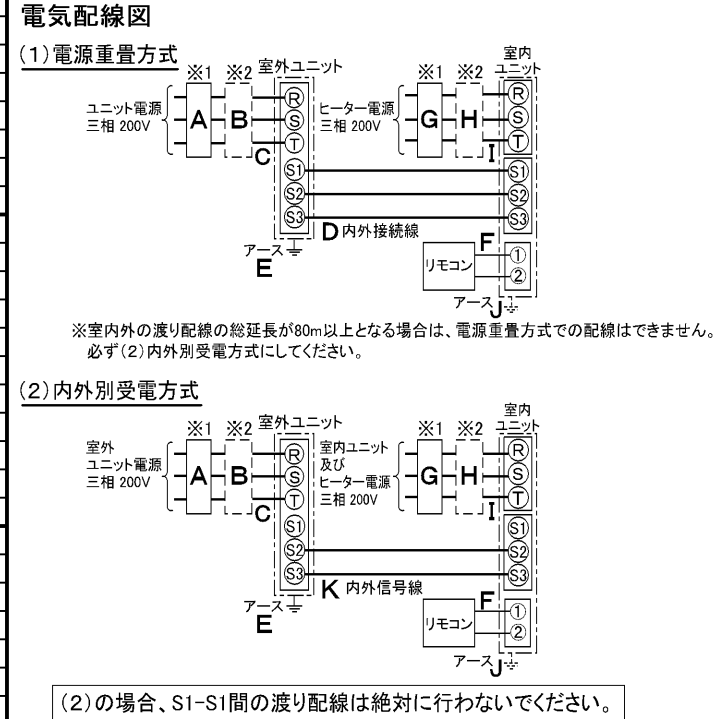 電気配線図
(1)電源重畳方式
※1 ※2 室外ユニット
ユニット電源
三相 200V
A B C
R
S
T
S1
S2
S3
アース
E
D 内外接続線
ヒーター電源
三相 200V
※1 ※2
G H I
室内
ユニット
R
S
T
S1
S2
S3
リモコン
F
①
②
アース J
※室内外の渡り配線の総延長が80m以上となる場合は、電源重畳方式での配線はできません。
必ず(2)内外別受電方式にしてください。
(2)内外別受電方式
※1 ※2 室外ユニット
室外
ユニット電源
三相 200V
A B C
R
S
T
S1
S2
S3
アース
E
K 内外信号線
室内ユニット
及び
ヒーター電源
三相 200V
※1 ※2
G H I
室内
ユニット
R
S
T
S1
S2
S3
リモコン
F
①
②
アース J
(2)の場合、S1-S1間の渡り配線は絶対に行わないでください。